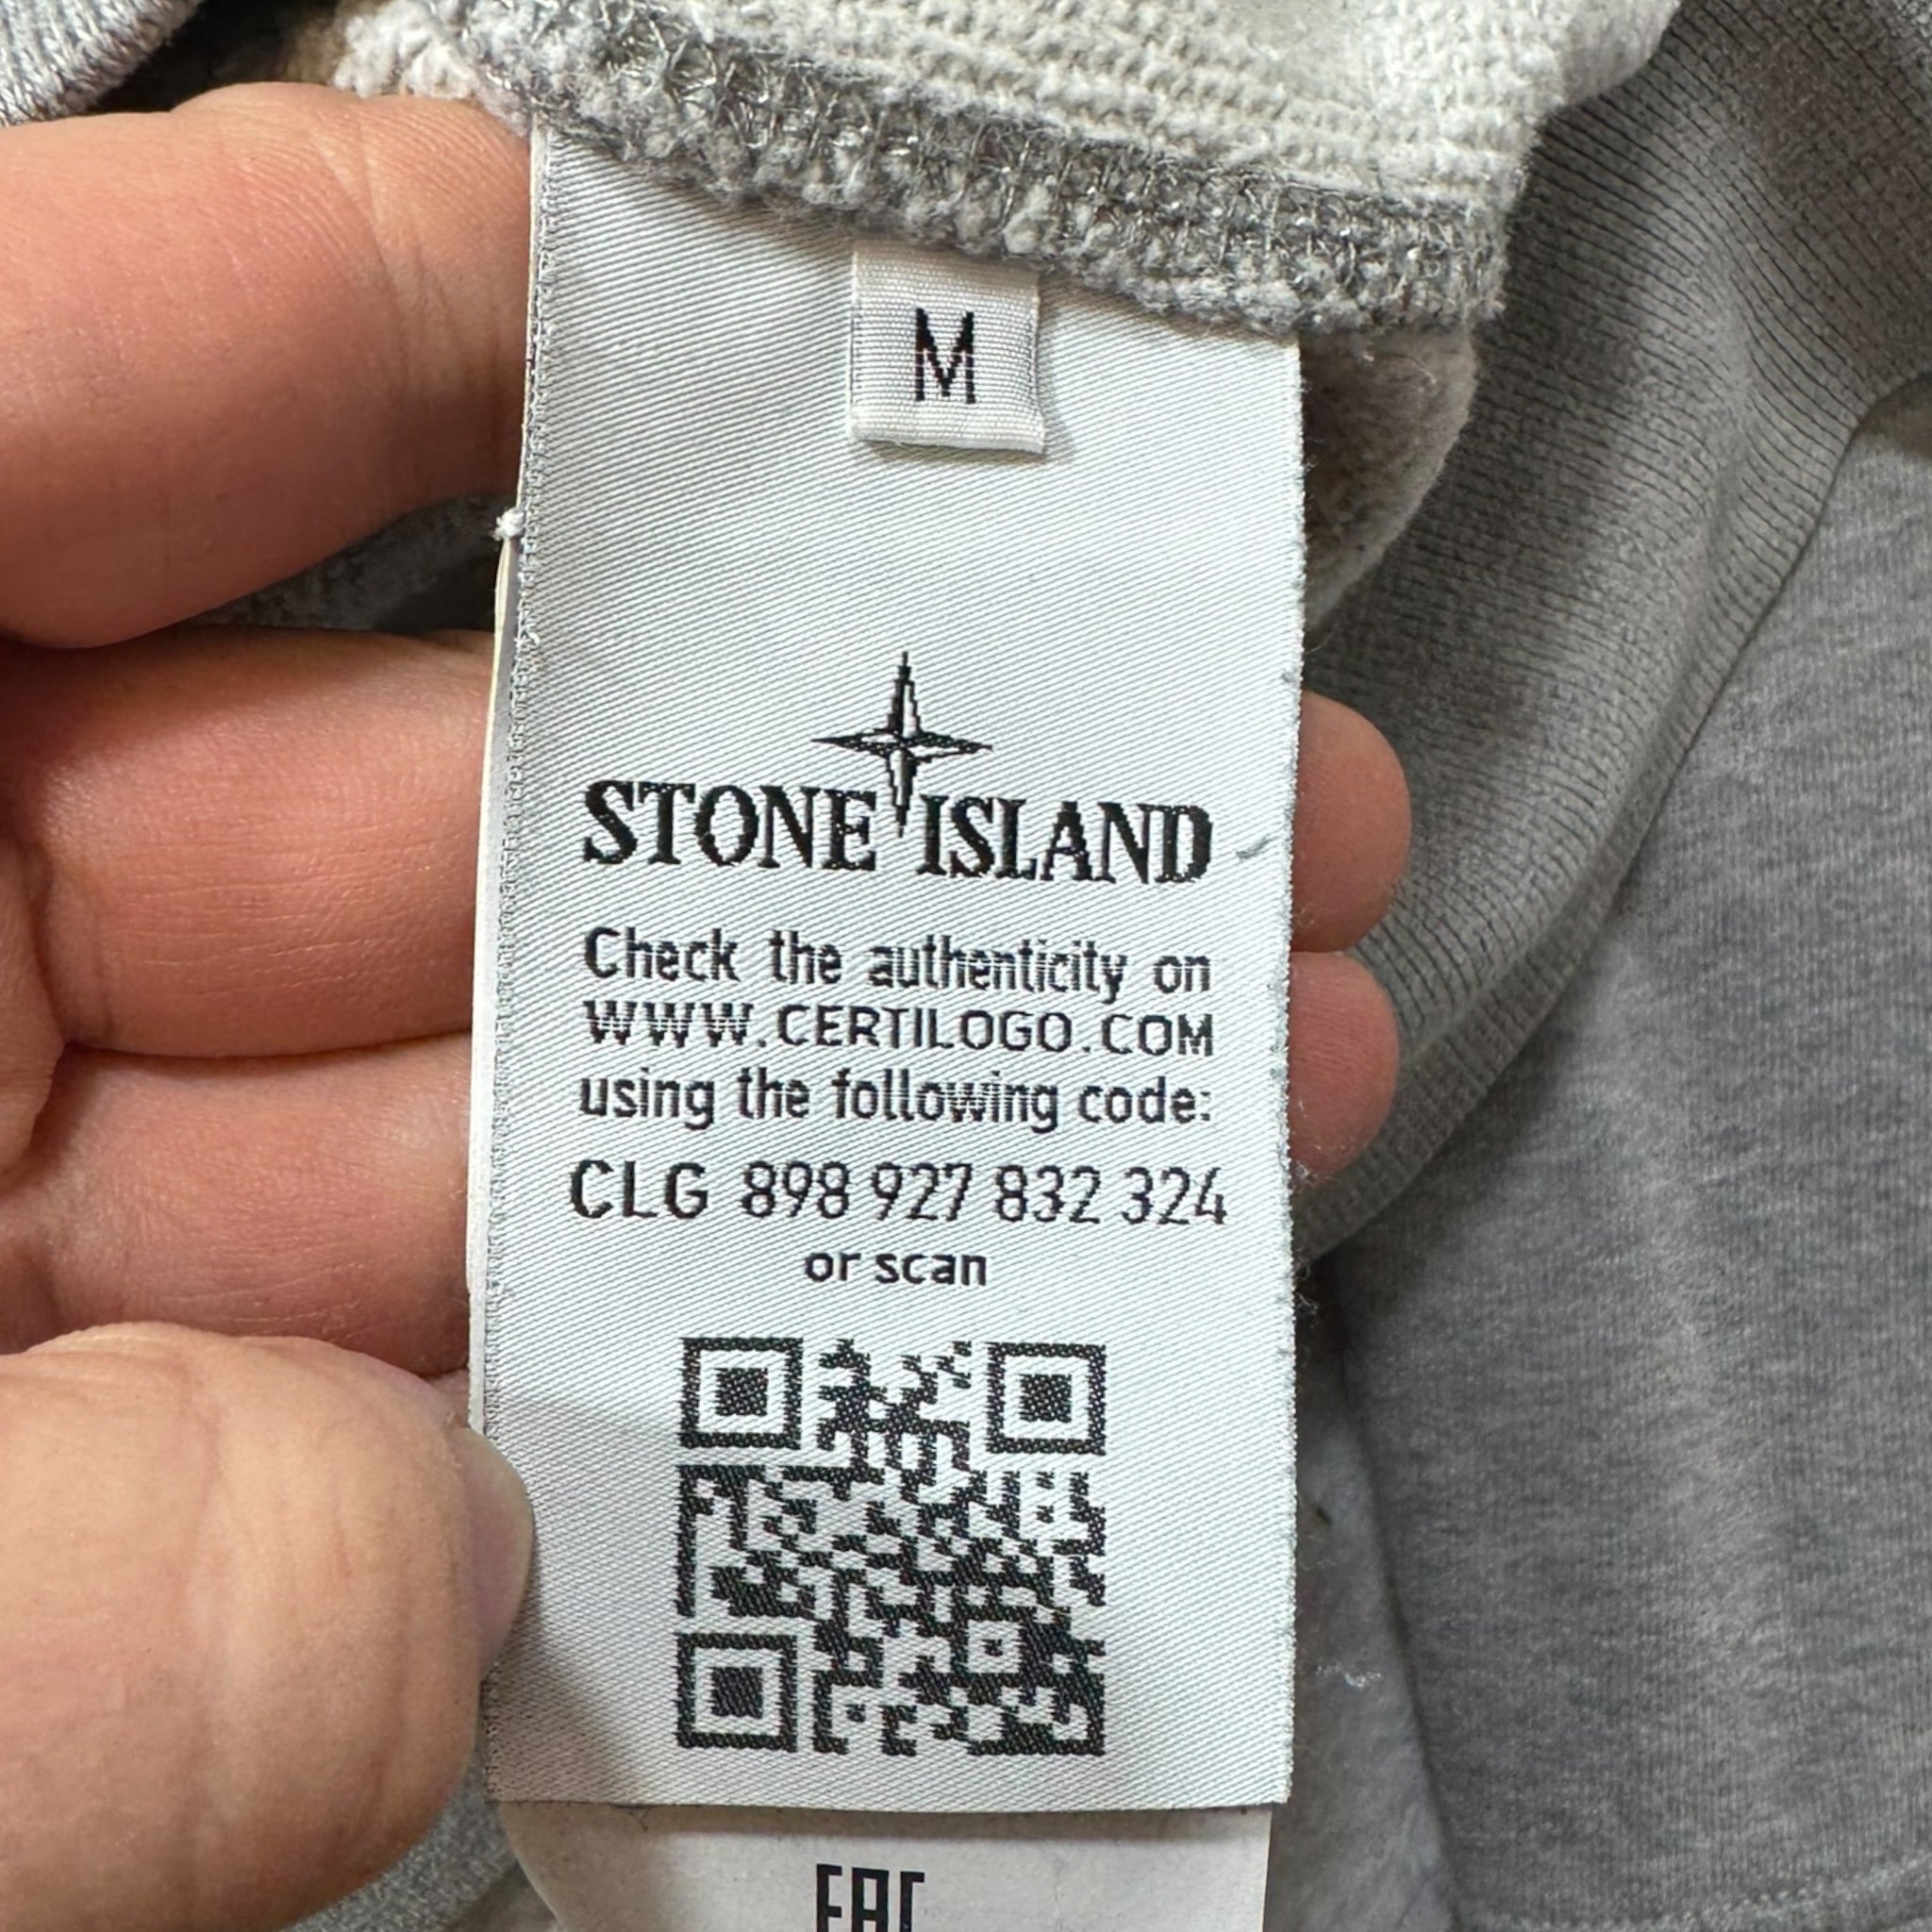 M
STONE ISLAND
Check the authenticity on
WWW.CERTILOGO.COM
using the following code:
CLG 898 927 832 324
or scan
EAC